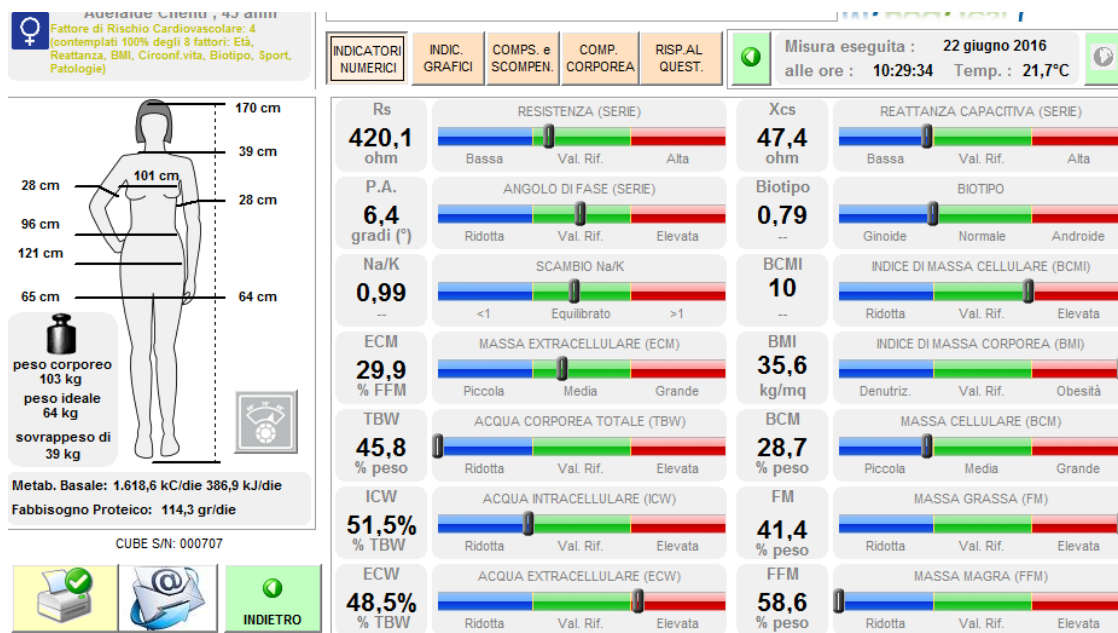 Adelaide Clienti , 45 anni
Fattore di Rischio Cardiovascolare: 4
(contemplati 100% degli 8 fattori: Età,
Reattanza, BMI, Circonf.vita, Biotipo, Sport,
Patologie)
INDICATORI NUMERICI
INDIC. GRAFICI
COMPS. e SCOMPEN.
COMP. CORPOREA
RISP.AL QUEST.
Misura eseguita : 22 giugno 2016
alle ore : 10:29:34 Temp. : 21,7°C
170 cm
39 cm
101 cm
28 cm
28 cm
96 cm
121 cm
65 cm
64 cm
peso corporeo
103 kg
peso ideale
64 kg
sovrappeso di
39 kg
Metab. Basale: 1.618,6 kC/die 386,9 kJ/die
Fabbisogno Proteico: 114,3 gr/die
CUBE S/N: 000707
INDIETRO
Rs
420,1
ohm
RESISTENZA (SERIE)
Bassa Val. Rif. Alta
Xcs
47,4
ohm
REATTANZA CAPACITIVA (SERIE)
Bassa Val. Rif. Alta
P.A.
6,4
gradi (°)
ANGOLO DI FASE (SERIE)
Ridotta Val. Rif. Elevata
Biotipo
0,79
--
BIOTIPO
Ginoide Normale Androide
Na/K
0,99
--
SCAMBIO Na/K
<1 Equilibrato >1
BCMI
10
--
INDICE DI MASSA CELLULARE (BCMI)
Ridotta Val. Rif. Elevata
ECM
29,9
% FFM
MASSA EXTRACELLULARE (ECM)
Piccola Media Grande
BMI
35,6
kg/mq
INDICE DI MASSA CORPOREA (BMI)
Denutriz. Val. Rif. Obesità
TBW
45,8
% peso
ACQUA CORPOREA TOTALE (TBW)
Ridotta Val. Rif. Elevata
BCM
28,7
% peso
MASSA CELLULARE (BCM)
Piccola Media Grande
ICW
51,5%
% TBW
ACQUA INTRACELLULARE (ICW)
Ridotta Val. Rif. Elevata
FM
41,4
% peso
MASSA GRASSA (FM)
Ridotta Val. Rif. Elevata
ECW
48,5%
% TBW
ACQUA EXTRACELLULARE (ECW)
Ridotta Val. Rif. Elevata
FFM
58,6
% peso
MASSA MAGRA (FFM)
Ridotta Val. Rif. Elevata